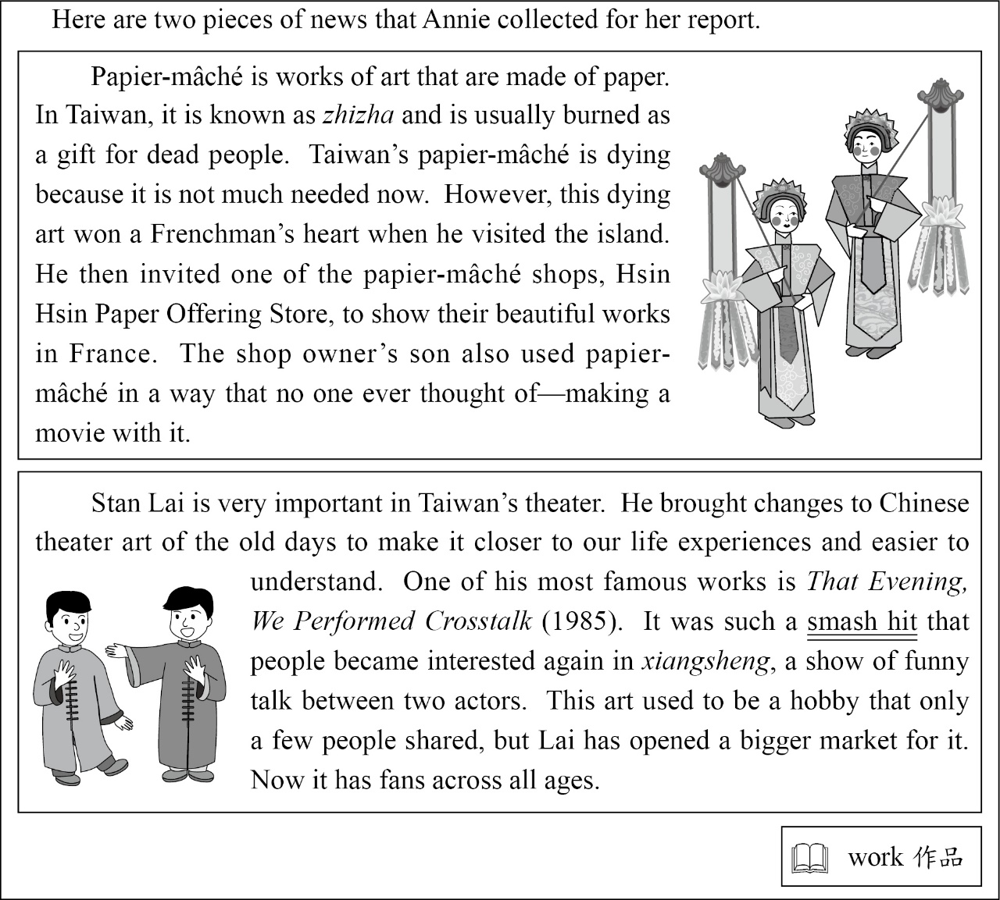 Here are two pieces of news that Annie collected for her report.
Papier-mâché is works of art that are made of paper.
In Taiwan, it is known as zhizha and is usually burned as
a gift for dead people. Taiwan's papier-mâché is dying
because it is not much needed now. However, this dying
art won a Frenchman's heart when he visited the island.
He then invited one of the papier-mâché shops, Hsin
Hsin Paper Offering Store, to show their beautiful works
in France. The shop owner's son also used papier-
mâché in a way that no one ever thought of—making a
movie with it.
Stan Lai is very important in Taiwan's theater. He brought changes to Chinese
theater art of the old days to make it closer to our life experiences and easier to
understand. One of his most famous works is That Evening,
We Performed Crosstalk (1985). It was such a smash hit that
people became interested again in xiangsheng, a show of funny
talk between two actors. This art used to be a hobby that only
a few people shared, but Lai has opened a bigger market for it.
Now it has fans across all ages.
work 作品